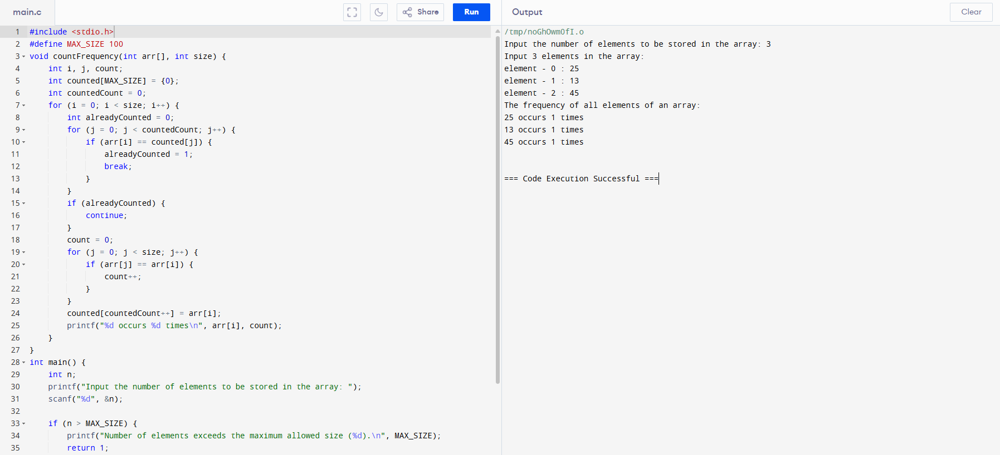 main.c
Share
Run
Output
Clear
1 #include <stdio.h>
2 #define MAX_SIZE 100
3 void countFrequency(int arr[], int size) {
4     int i, j, count;
5     int counted[MAX_SIZE] = {0};
6     int countedCount = 0;
7     for (i = 0; i < size; i++) {
8         int alreadyCounted = 0;
9         for (j = 0; j < countedCount; j++) {
10             if (arr[i] == counted[j]) {
11                 alreadyCounted = 1;
12                 break;
13             }
14         }
15         if (alreadyCounted) {
16             continue;
17         }
18         count = 0;
19         for (j = 0; j < size; j++) {
20             if (arr[j] == arr[i]) {
21                 count++;
22             }
23         }
24         counted[countedCount++] = arr[i];
25         printf("%d occurs %d times\n", arr[i], count);
26     }
27 }
28 int main() {
29     int n;
30     printf("Input the number of elements to be stored in the array: ");
31     scanf("%d", &n);
32
33     if (n > MAX_SIZE) {
34         printf("Number of elements exceeds the maximum allowed size (%d).\n", MAX_SIZE);
35         return 1;
/tmp/noGhOwmOfI.o
Input the number of elements to be stored in the array: 3
Input 3 elements in the array:
element - 0 : 25
element - 1 : 13
element - 2 : 45
The frequency of all elements of an array:
25 occurs 1 times
13 occurs 1 times
45 occurs 1 times
=== Code Execution Successful ===